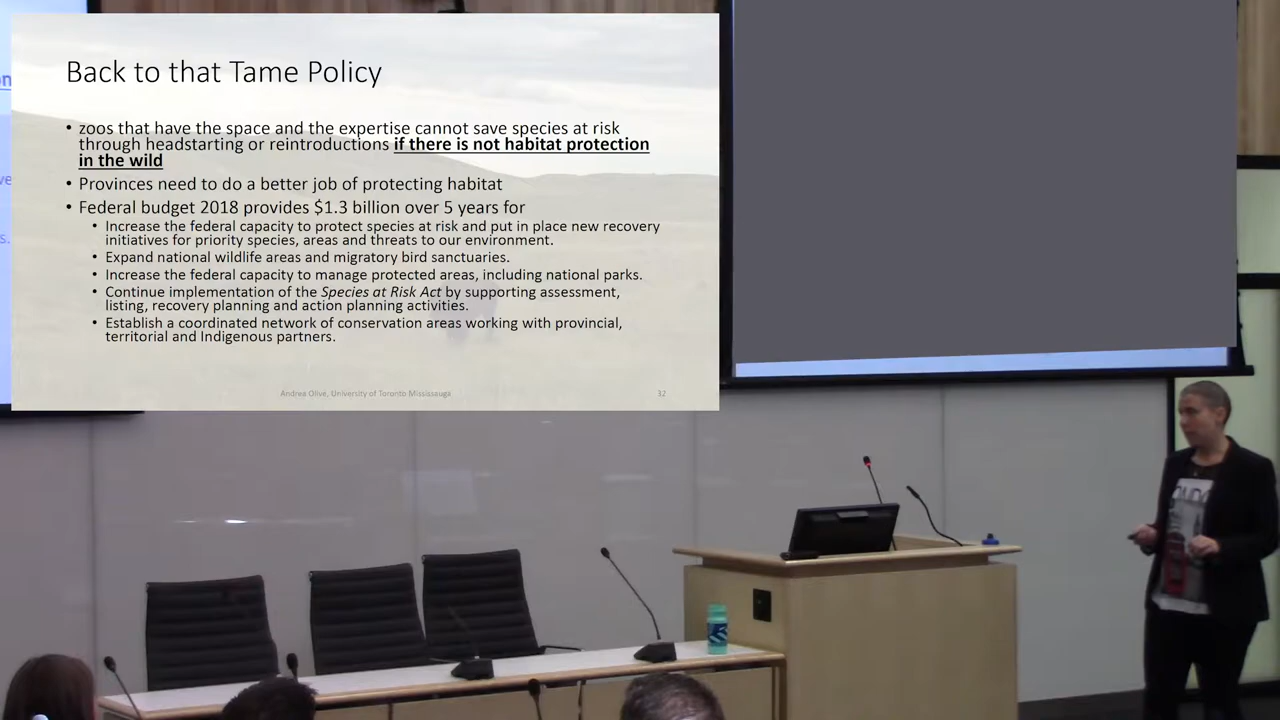 Back to that Tame Policy
• zoos that have the space and the expertise cannot save species at risk
through headstarting or reintroductions if there is not habitat protection
in the wild
• Provinces need to do a better job of protecting habitat
• Federal budget 2018 provides $1.3 billion over 5 years for
• Increase the federal capacity to protect species at risk and put in place new recovery
initiatives for priority species, areas and threats to our environment.
• Expand national wildlife areas and migratory bird sanctuaries.
• Increase the federal capacity to manage protected areas, including national parks.
• Continue implementation of the Species at Risk Act by supporting assessment,
listing, recovery planning and action planning activities.
• Establish a coordinated network of conservation areas working with provincial,
territorial and Indigenous partners.
Andrea Olive, University of Toronto Mississauga
32